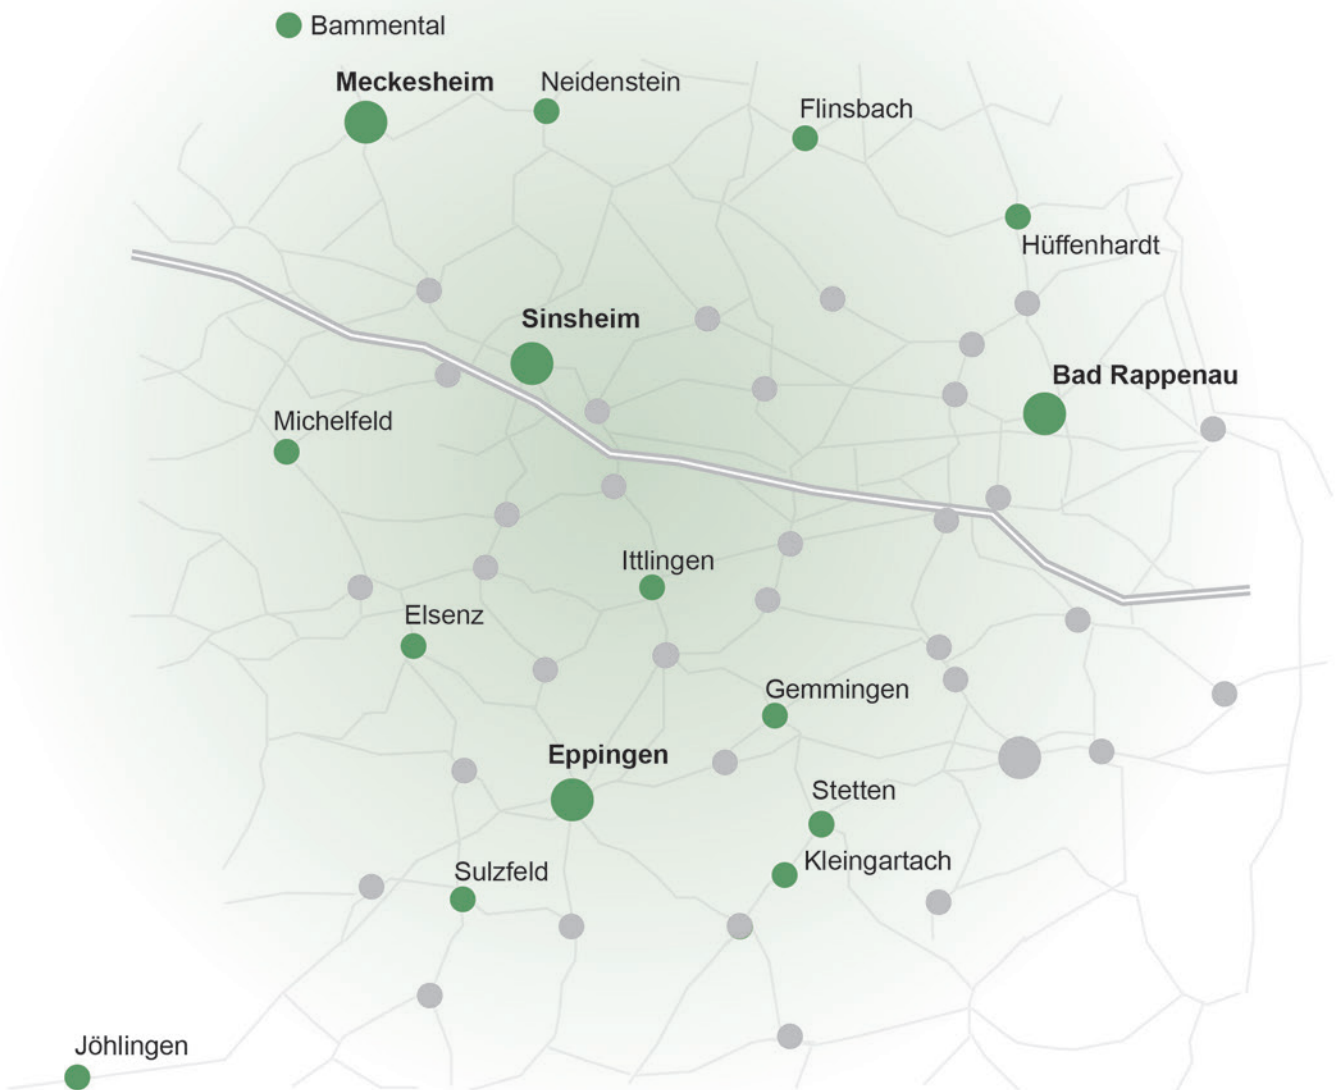 Bammental
Meckesheim
Neidenstein
Flinsbach
Hüffenhardt
Sinsheim
Bad Rappenau
Michelfeld
Ittlingen
Elsenz
Gemmingen
Eppingen
Stetten
Kleingartach
Sulzfeld
Jöhlingen